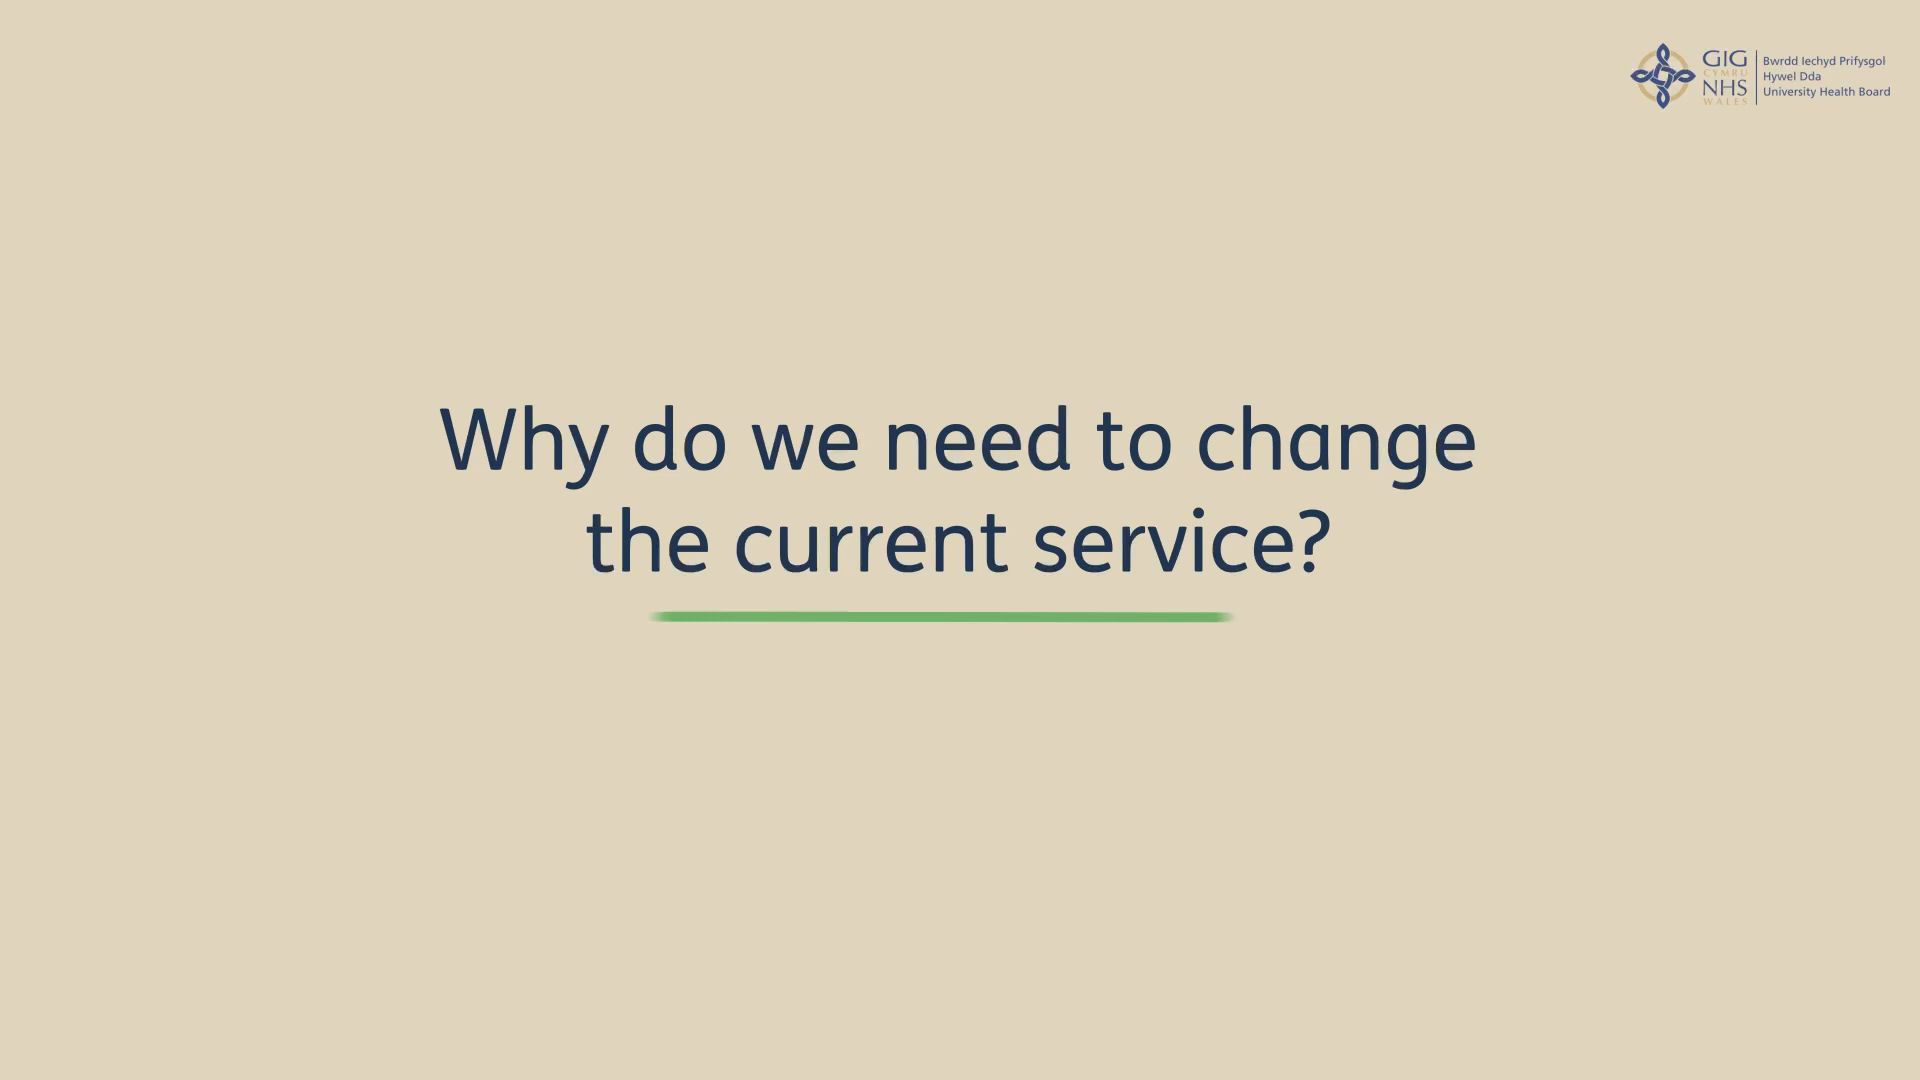 GIG
CYMRU
NHS
WALES
Bwrdd Iechyd Prifysgol
Hywel Dda
University Health Board
Why do we need to change
the current service?